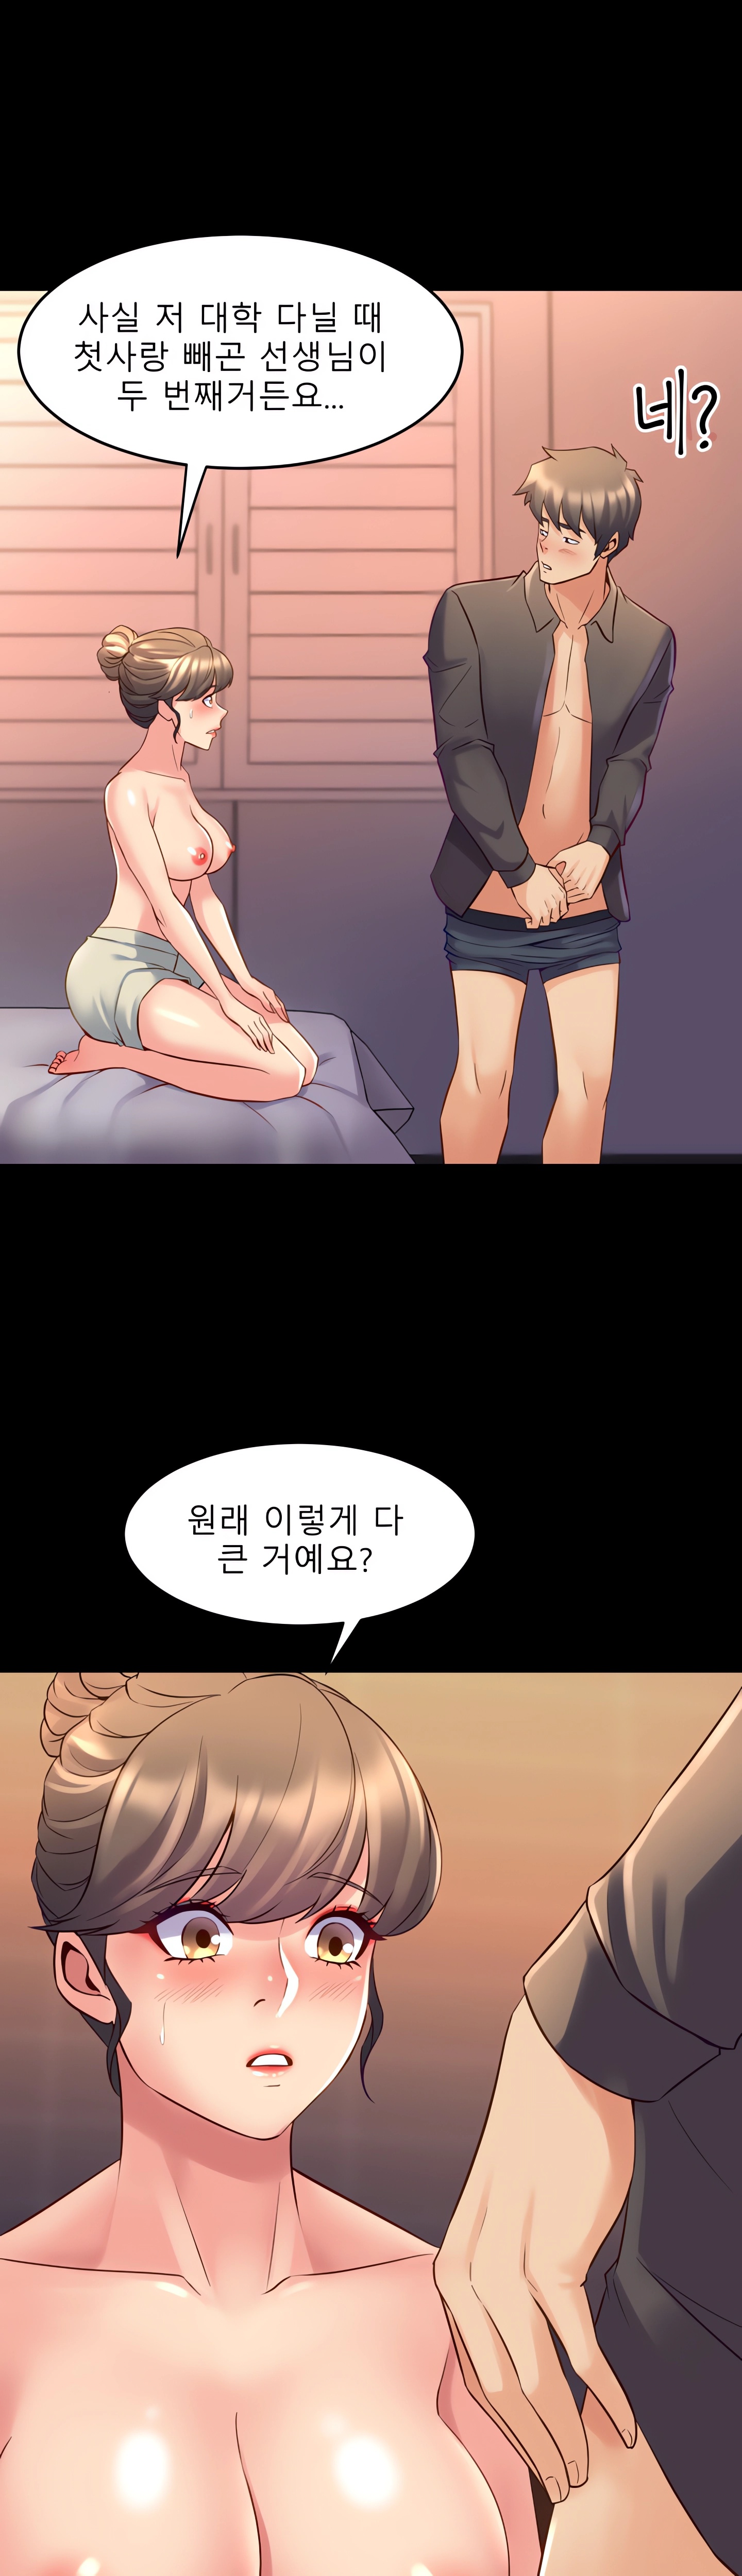 사실 저 대학 다닐 때
첫사랑 빼곤 선생님이
두 번째거든요...
네?
원래 이렇게 다
큰 거예요?